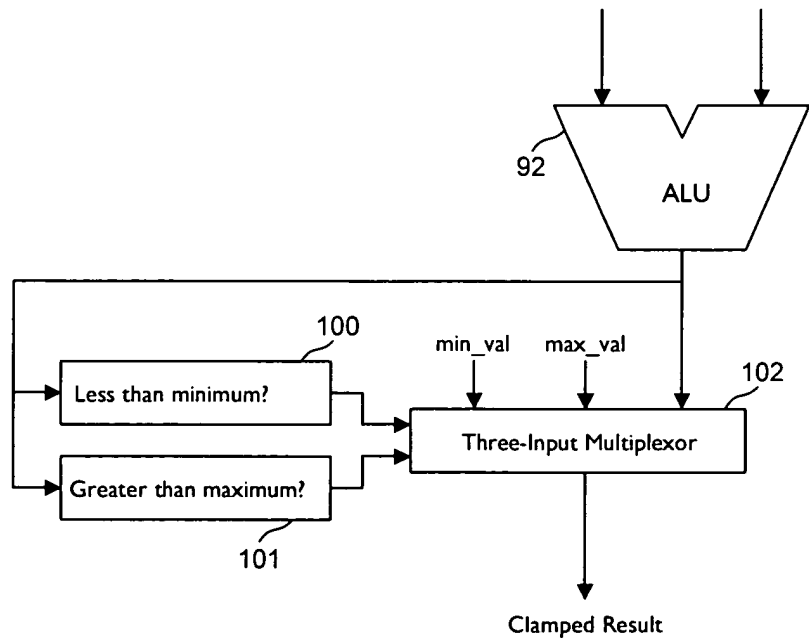 92
ALU
100
min_val
max_val
102
Less than minimum?
Three-Input Multiplexor
Greater than maximum?
101
Clamped Result